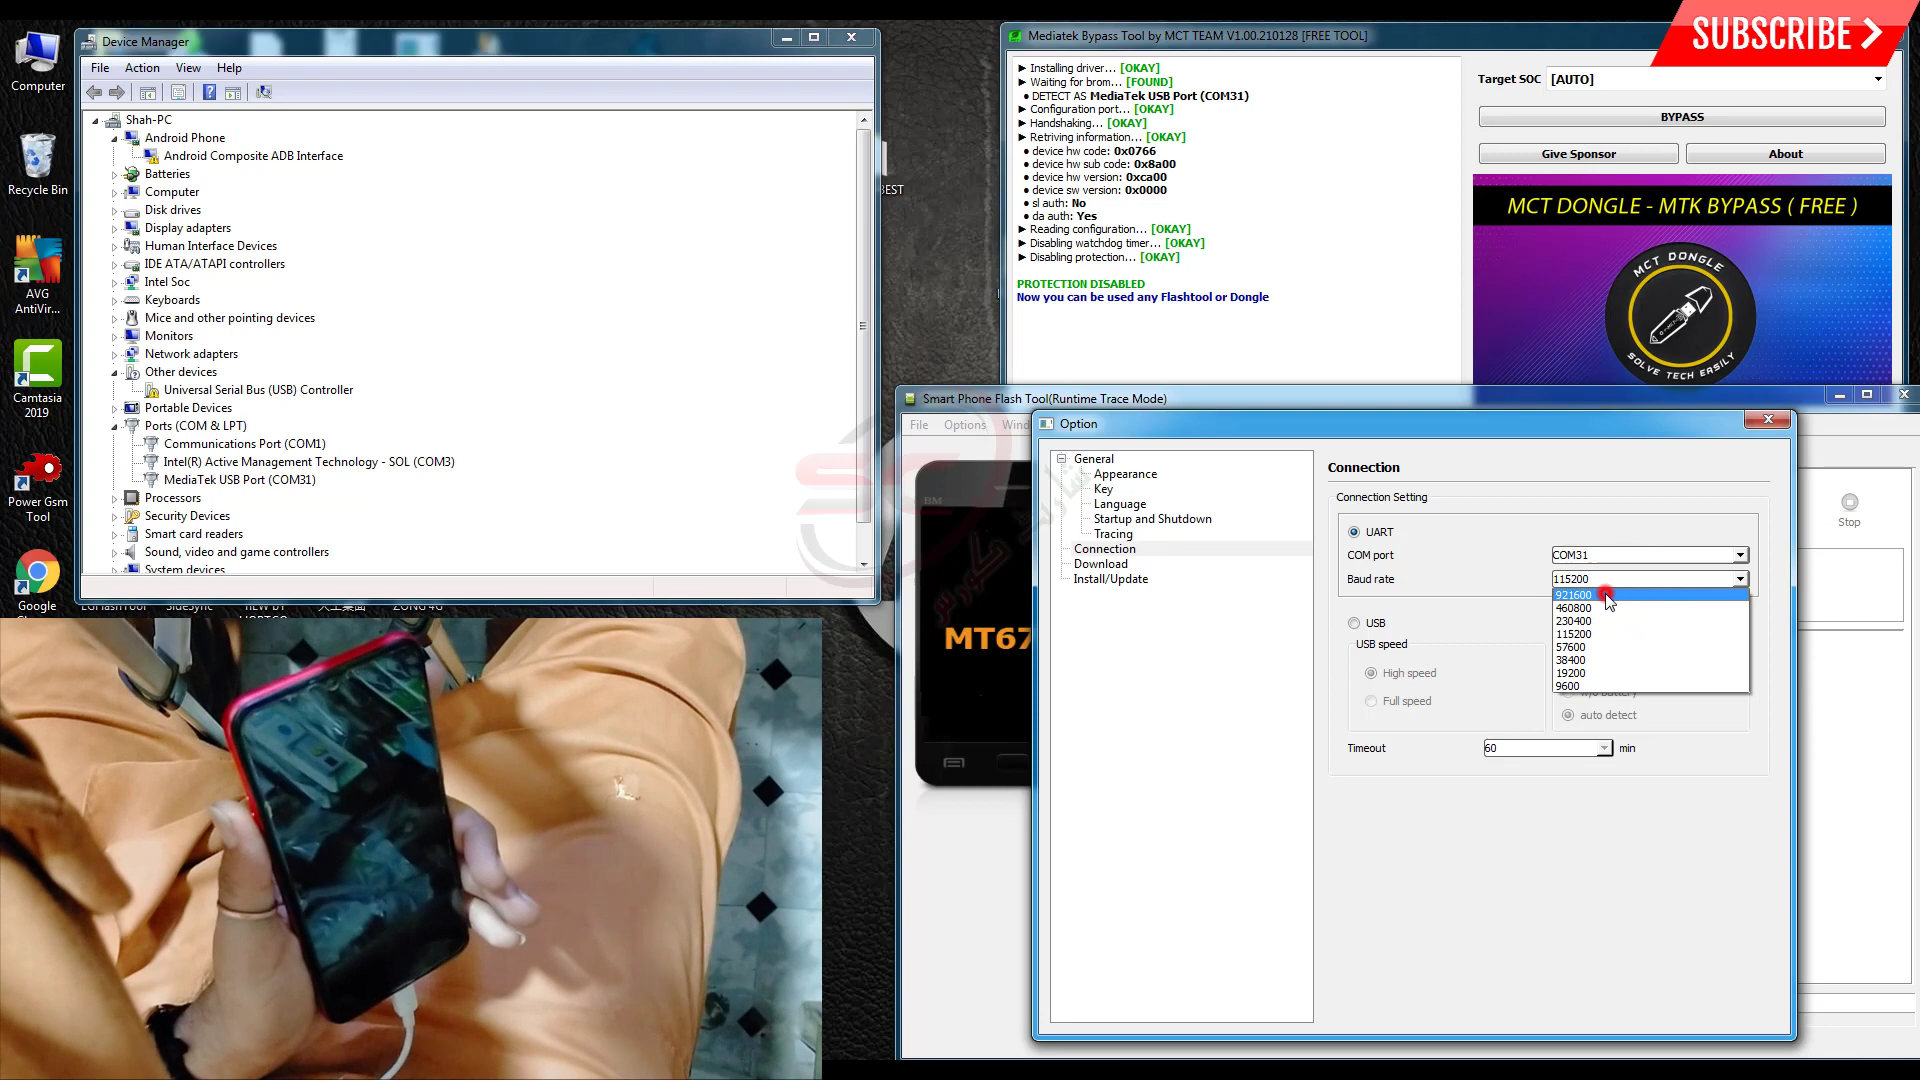 Computer
Recycle Bin
AVG
AntiVir...
Camtasia
2019
Power Gsm
Tool
Google
Device Manager
File Action View Help
Shah-PC
Android Phone
Android Composite ADB Interface
Batteries
Computer
Disk drives
Display adapters
Human Interface Devices
IDE ATA/ATAPI controllers
Intel Soc
Keyboards
Mice and other pointing devices
Monitors
Network adapters
Other devices
Universal Serial Bus (USB) Controller
Portable Devices
Ports (COM & LPT)
Communications Port (COM1)
Intel(R) Active Management Technology - SOL (COM3)
MediaTek USB Port (COM31)
Processors
Security Devices
Smart card readers
Sound, video and game controllers
System devices
Mediatek Bypass Tool by MCT TEAM V1.00.210128 [FREE TOOL]
SUBSCRIBE
► Installing driver... [OKAY]
► Waiting for brom... [FOUND]
• DETECT AS MediaTek USB Port (COM31)
► Configuration port... [OKAY]
► Handshaking... [OKAY]
► Retriving information... [OKAY]
• device hw code: 0x0766
• device hw sub code: 0x8a00
• device hw version: 0xca00
• device sw version: 0x0000
• sl auth: No
• da auth: Yes
► Reading configuration... [OKAY]
► Disabling watchdog timer... [OKAY]
► Disabling protection... [OKAY]
PROTECTION DISABLED
Now you can be used any Flashtool or Dongle
Target SOC [AUTO]
BYPASS
Give Sponsor About
MCT DONGLE - MTK BYPASS ( FREE )
MCT DONGLE
SOLVE TECH EASILY
Smart Phone Flash Tool(Runtime Trace Mode)
File Options Wind
BM
MT67
Stop
Option
General
Appearance
Key
Language
Startup and Shutdown
Tracing
Connection
Download
Install/Update
Connection
Connection Setting
UART
COM port COM31
Baud rate 115200
921600
460800
230400
115200
57600
38400
19200
9600
USB
USB speed
High speed
Full speed
w/o battery
auto detect
Timeout 60 min